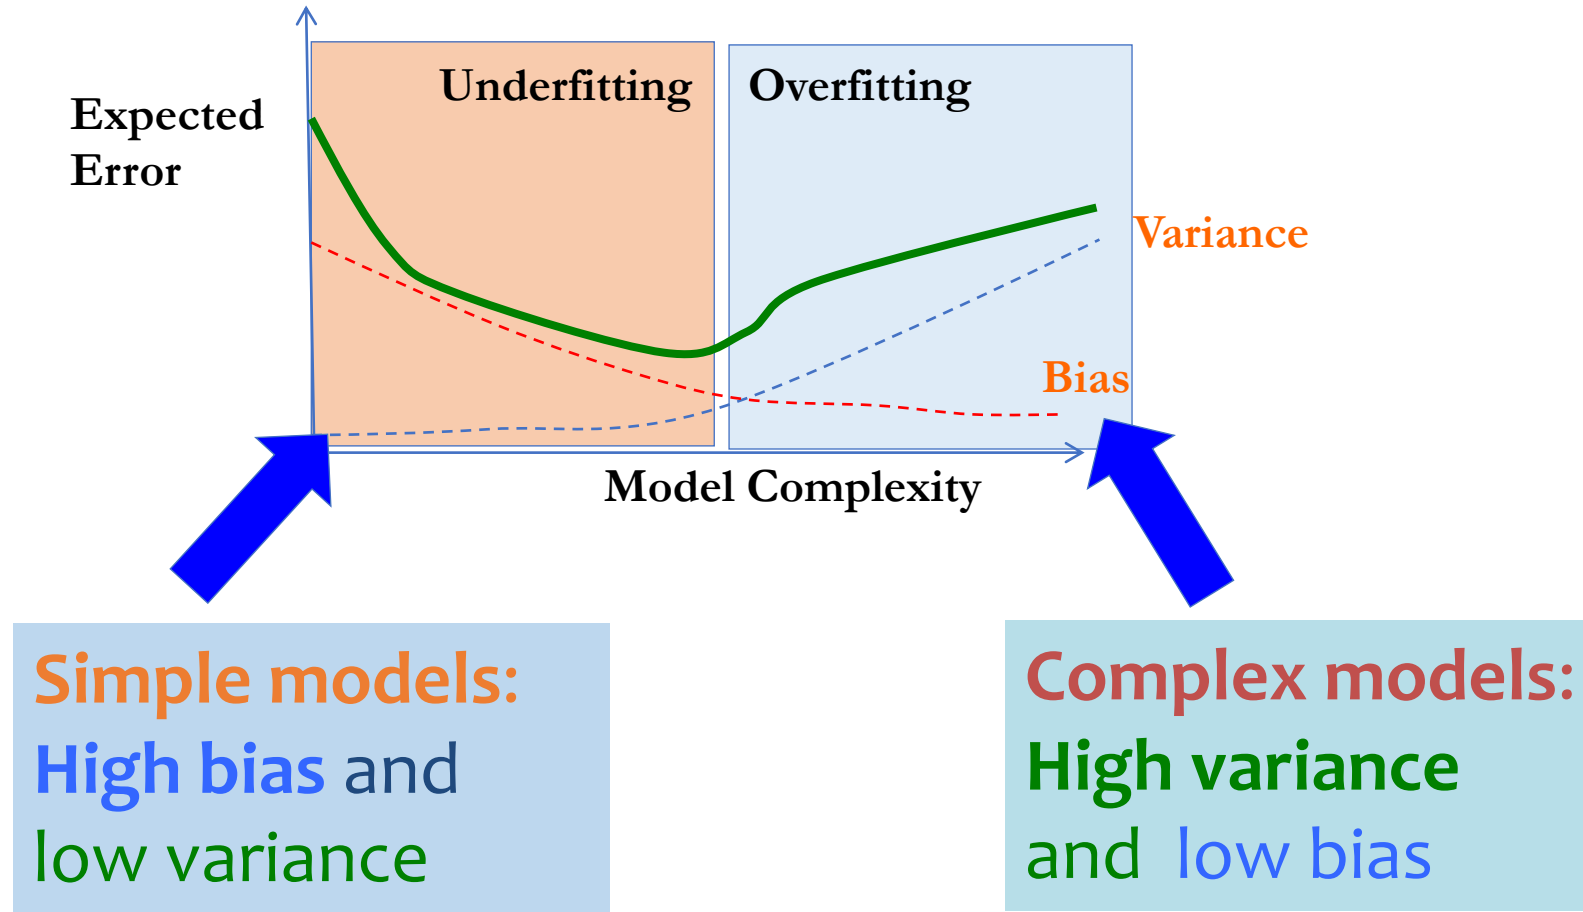 Underfitting
Overfitting
Expected
Error
Variance
Bias
Model Complexity
Simple models:
High bias and
low variance
Complex models:
High variance
and low bias